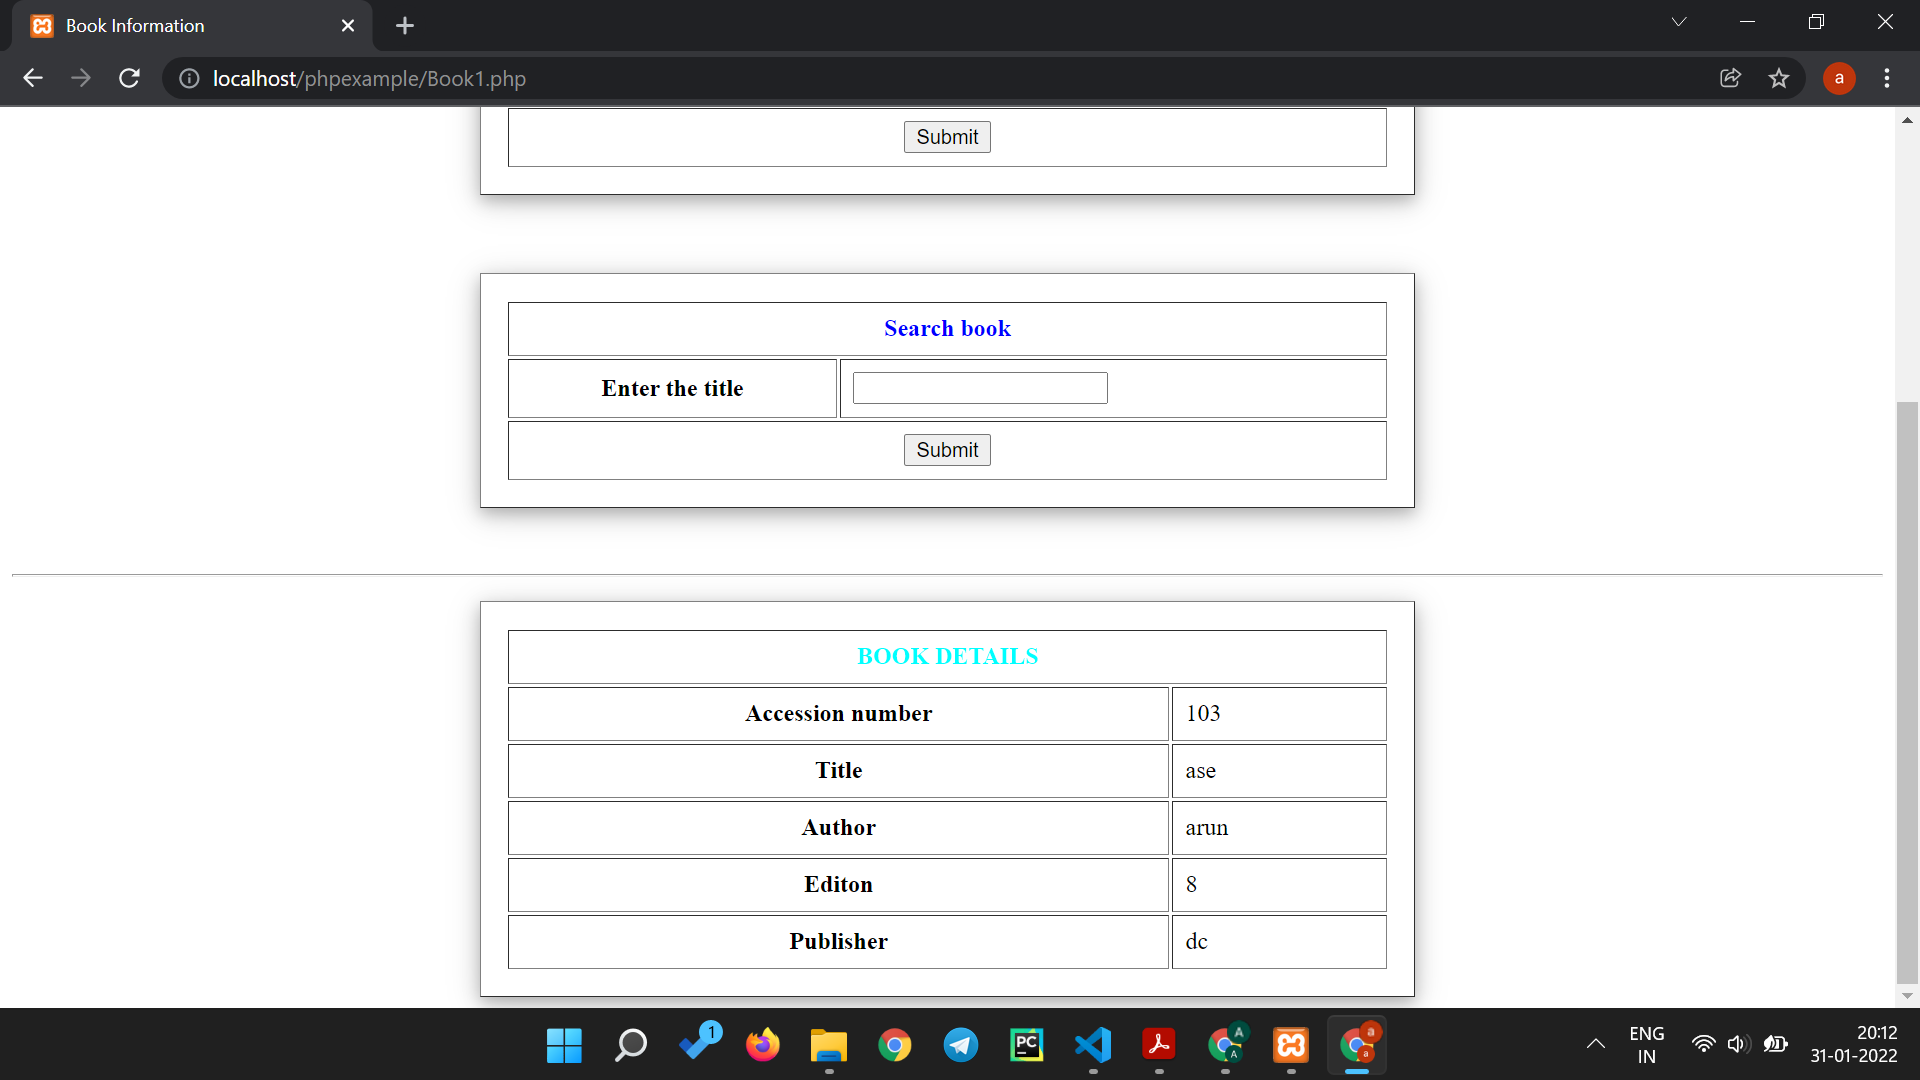 Book Information
localhost/phpexample/Book1.php
a
Submit
Search book
Enter the title
Submit
BOOK DETAILS
Accession number 103
Title ase
Author arun
Editon 8
Publisher dc
1
PC
A
A
a
a
ENG
IN
20:12
31-01-2022